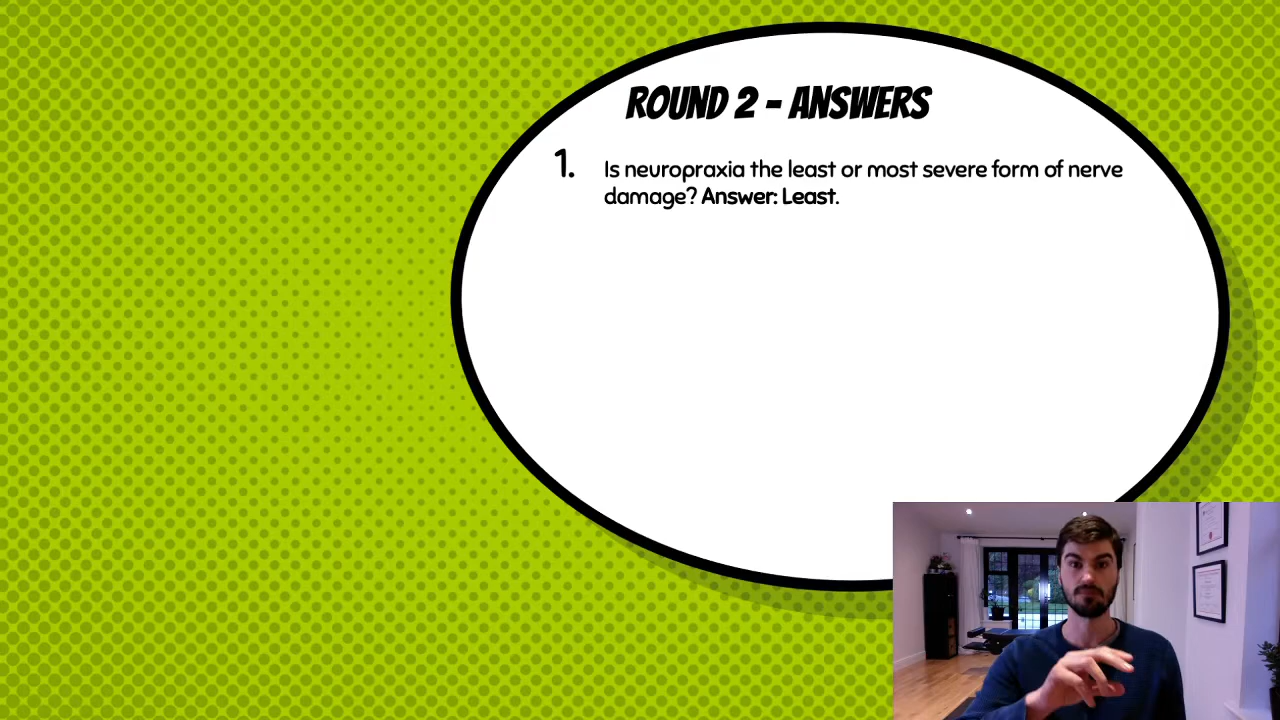 ROUND 2 - ANSWERS
1. Is neuropraxia the least or most severe form of nerve
damage? Answer: Least.